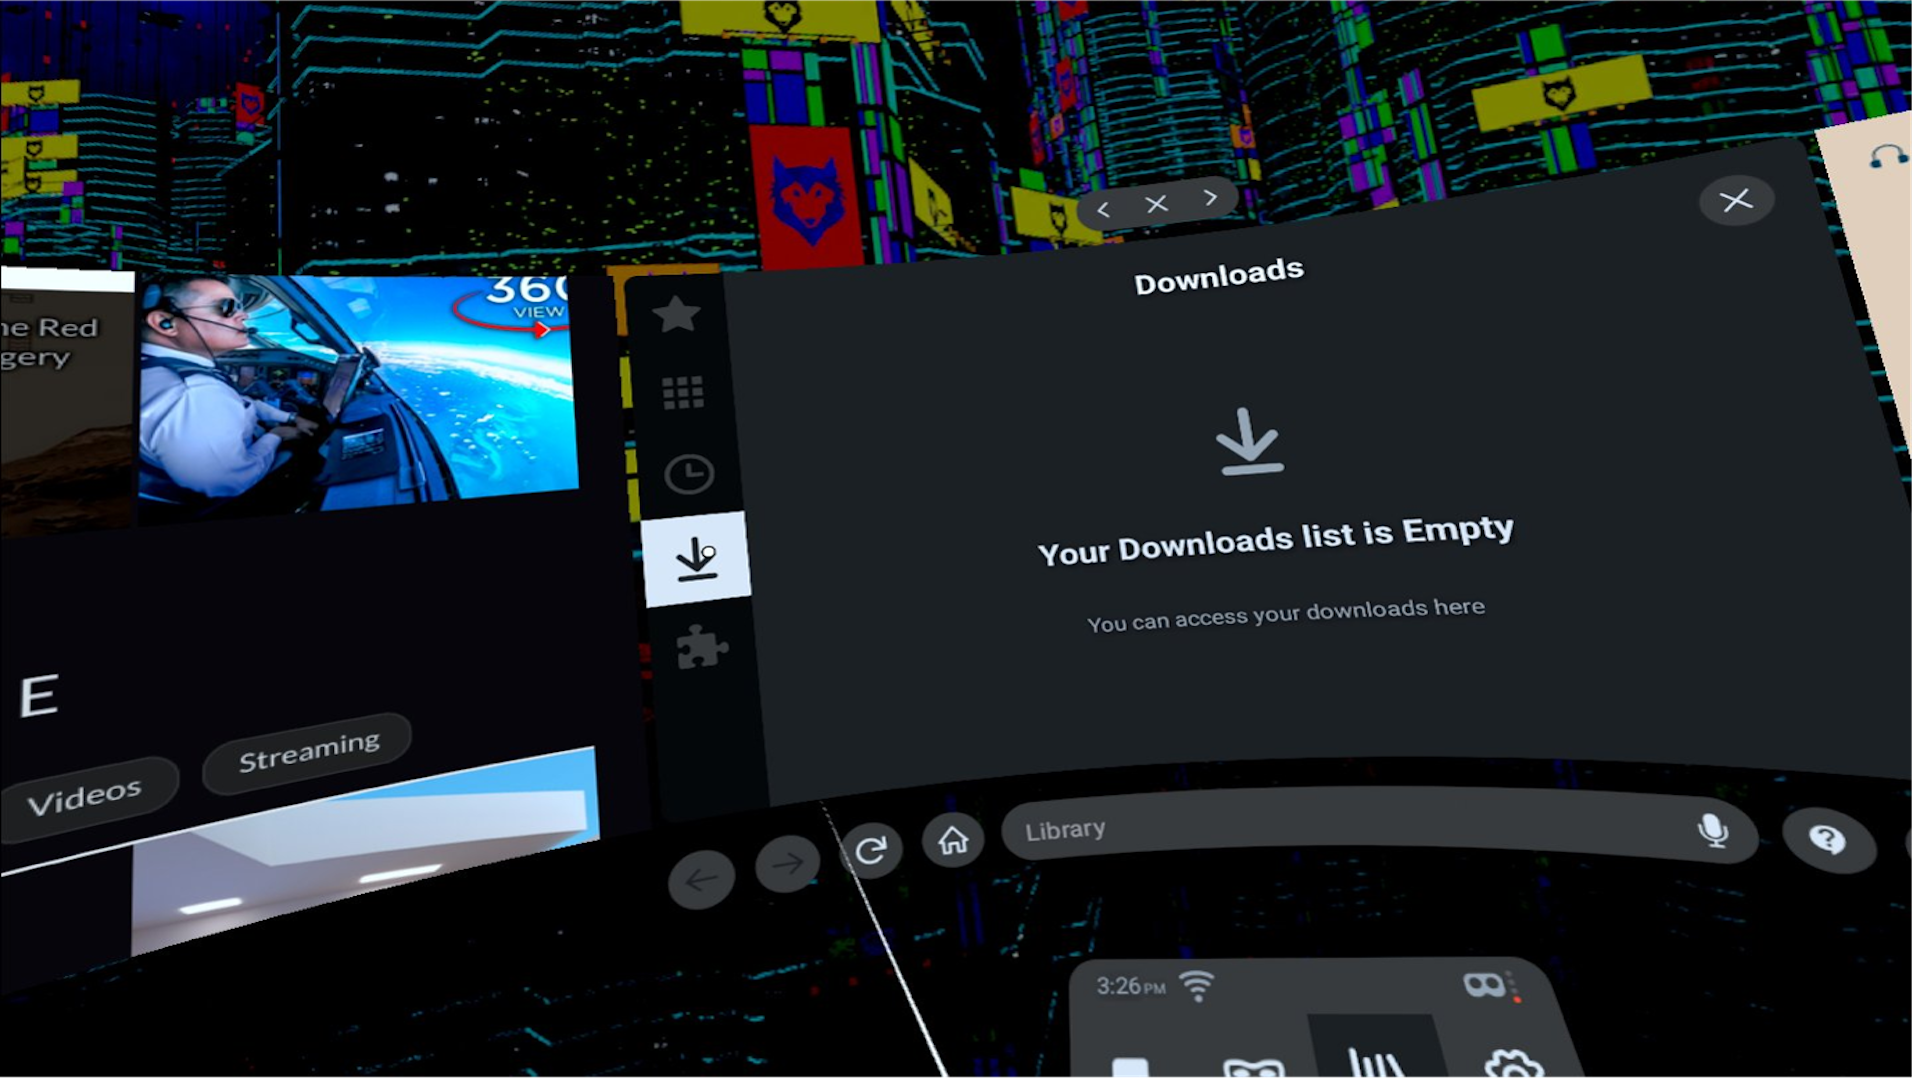 ne Red
gery
360
VIEW
E
Videos
Streaming
Downloads
Your Downloads list is Empty
You can access your downloads here
Library
3:26 PM